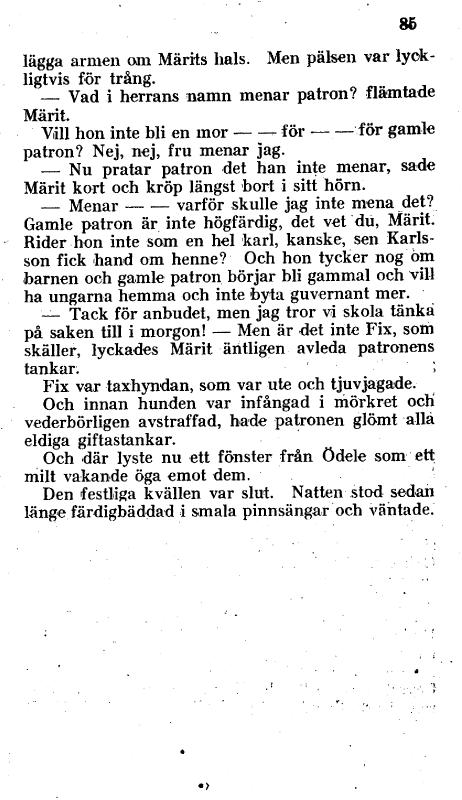 85
lägga armen om Märits hals. Men pälsen var lyck-
ligtvis för trång.
— Vad i herrans namn menar patron? flämtade
Märit.
Vill hon inte bli en mor — — för — — för gamle
patron? Nej, nej, fru menar jag.
— Nu pratar patron det han inte menar, sade
Märit kort och kröp längst bort i sitt hörn.
— Menar — — varför skulle jag inte mena det?
Gamle patron är inte högfärdig, det vet du, Märit.
Rider hon inte som en hel karl, kanske, sen Karls-
son fick hand om henne? Och hon tycker nog om
barnen och gamle patron börjar bli gammal och vill
ha ungarna hemma och inte byta guvernant mer.
— Tack för anbudet, men jag tror vi skola tänka
på saken till i morgon! — Men är det inte Fix, som
skäller, lyckades Märit äntligen avleda patronens
tankar.
Fix var taxhyndan, som var ute och tjuvjagade.
Och innan hunden var infångad i mörkret och
vederbörligen avstraffad, hade patronen glömt alla
eldiga giftastankar.
Och där lyste nu ett fönster från Ödele som ett
milt vakande öga emot dem.
Den festliga kvällen var slut. Natten stod sedan
länge färdigbäddad i smala pinnsängar och väntade.